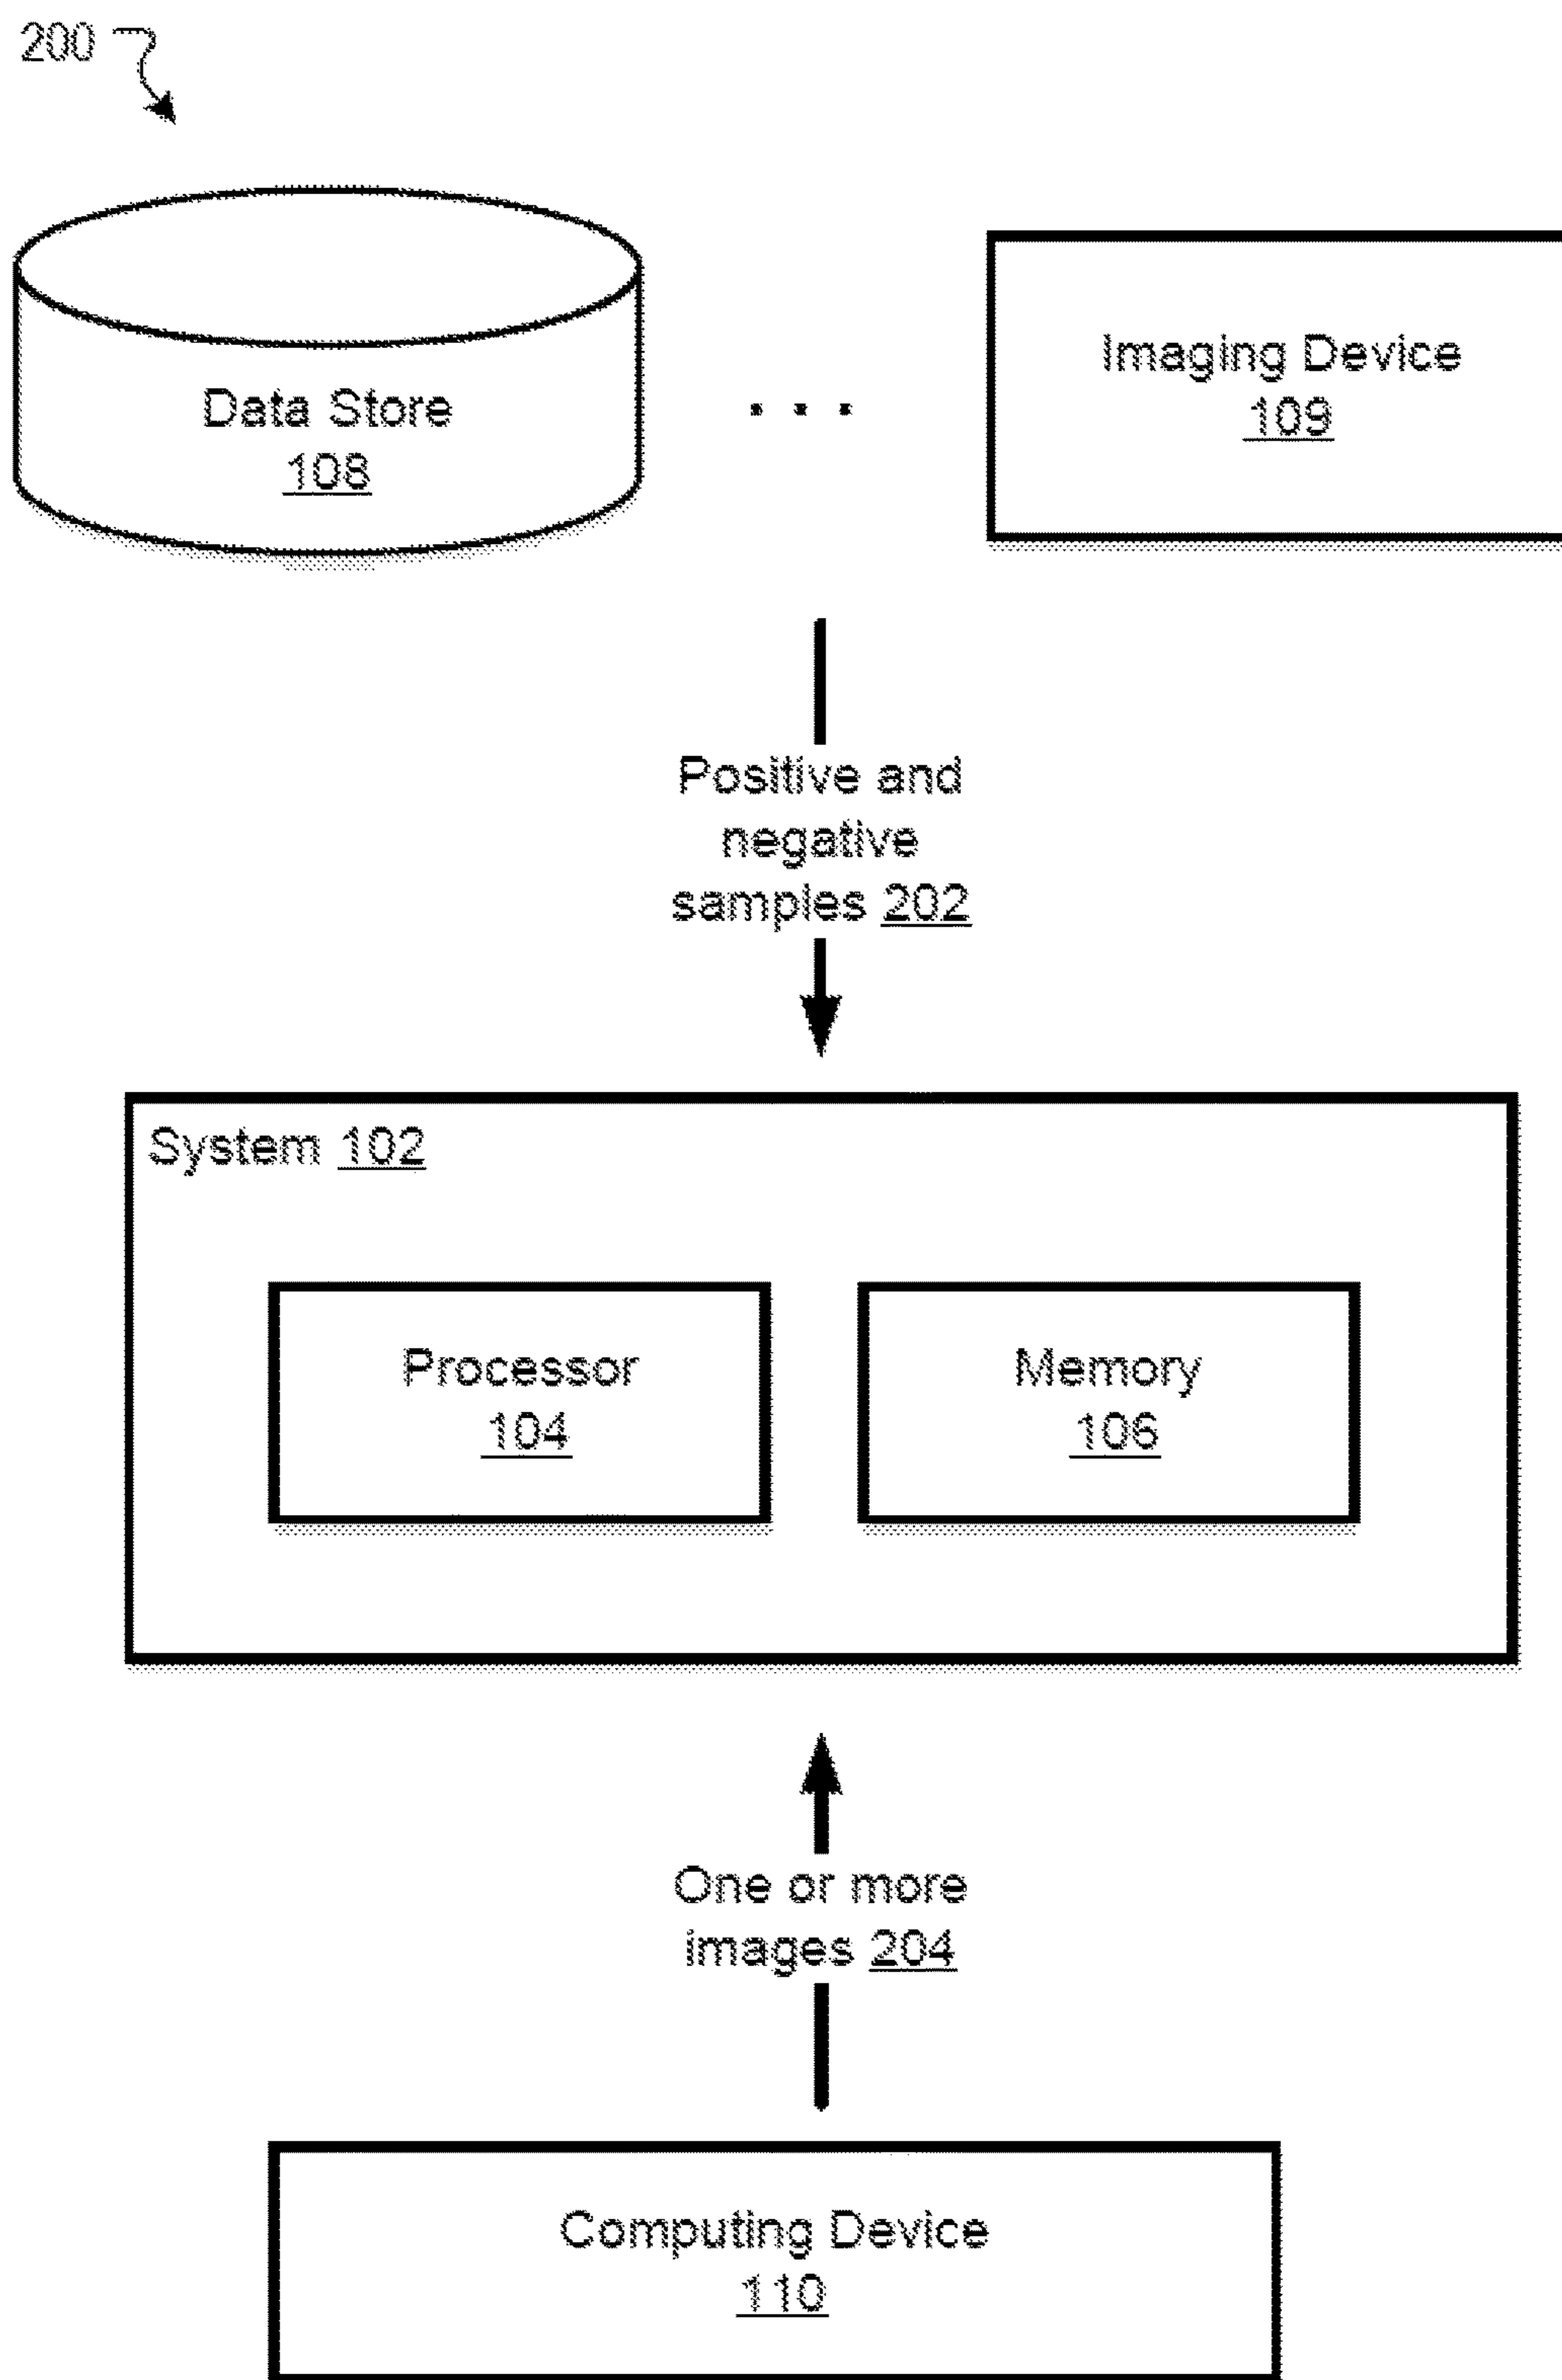 200
Data Store
108
. . .
Imaging Device
109
Positive and
negative
samples 202
System 102
Processor
104
Memory
106
One or more
images 204
Computing Device
110